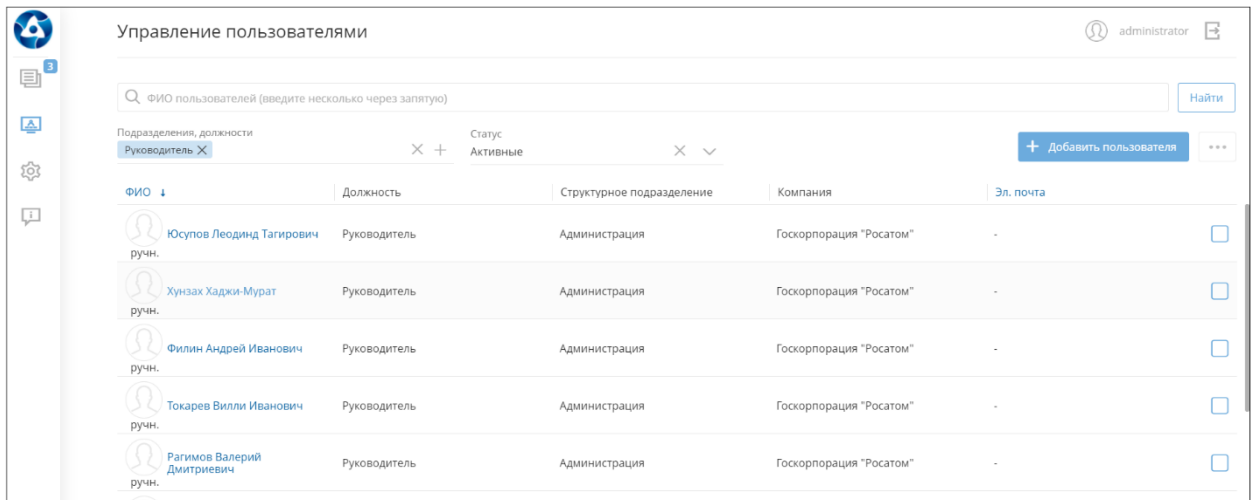 Управление пользователями
administrator
3
ФИО пользователей (введите несколько через запятую)
Найти
Подразделения, должности
Статус
Руководитель
Активные
Добавить пользователя
ФИО Должность Структурное подразделение Компания Эл. почта
Юсупов Леодинд Тагирович Руководитель Администрация Госкорпорация "Росатом" -
ручн.
Хунзах Хаджи-Мурат Руководитель Администрация Госкорпорация "Росатом" -
ручн.
Филин Андрей Иванович Руководитель Администрация Госкорпорация "Росатом" -
ручн.
Токарев Вилли Иванович Руководитель Администрация Госкорпорация "Росатом" -
ручн.
Рагимов Валерий
Дмитриевич Руководитель Администрация Госкорпорация "Росатом" -
ручн.